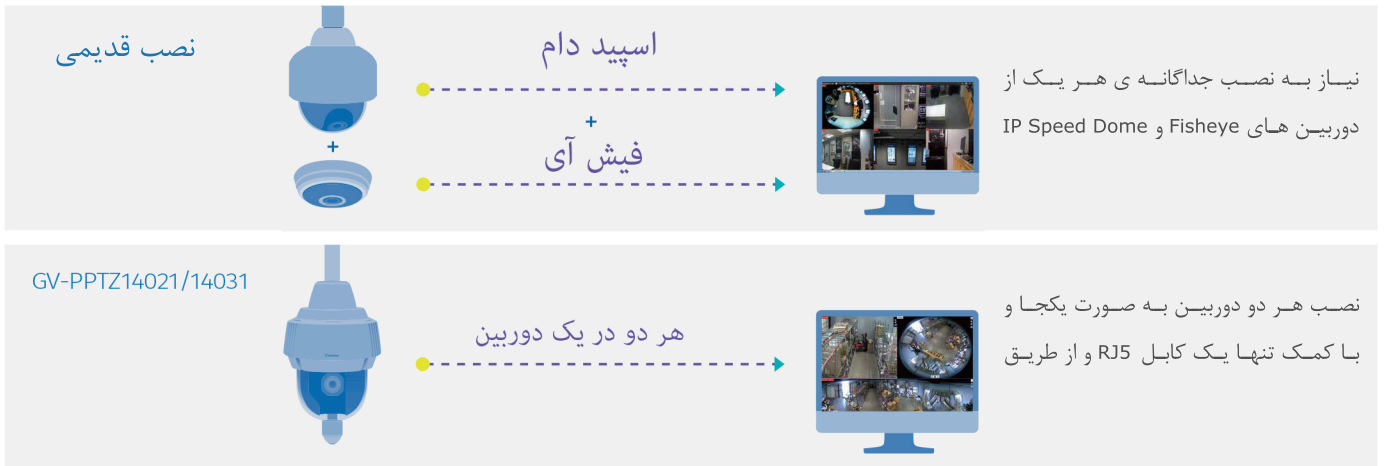 نصب قدیمی
اسپید دام
+
فیش آی
+
نیاز به نصب جداگانه ی هر یک از
دوربین های Fisheye و IP Speed Dome
GV-PPTZ14021/14031
هر دو در یک دوربین
نصب هر دو دوربین به صورت یکجا و
با کمک تنها یک کابل RJ5 و از طریق